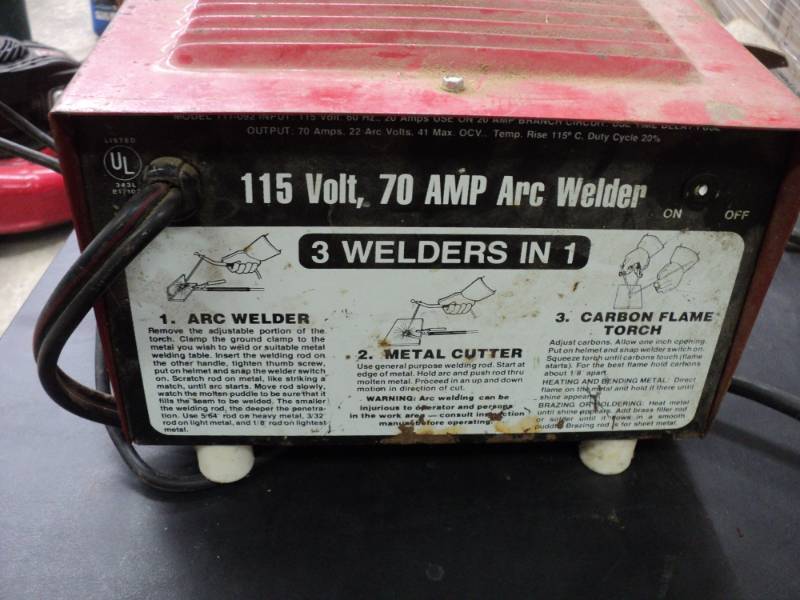 MODEL 111-092 INPUT: 115 Volt. 60 Hz., 20 Amps USE ON 20 AMP BRANCH CIRCUIT. USE TIME DELAY FUSE
OUTPUT: 70 Amps, 22 Arc Volts, 41 Max. OCV., Temp. Rise 115° C. Duty Cycle 20%
LISTED
UL
343L
115 Volt, 70 AMP Arc Welder
ON OFF
3 WELDERS IN 1
1. ARC WELDER
Remove the adjustable portion of the
torch. Clamp the ground clamp to the
metal you wish to weld or suitable metal
welding table. Insert the welding rod on
the other handle, tighten thumb screw,
put on helmet and snap the welder switch
on. Scratch rod on metal, like striking a
match, until arc starts. Move rod slowly,
watch the molten puddle to be sure that it
fills the seam to be welded. The smaller
the welding rod, the deeper the penetra-
tion. Use 5/64" rod on heavy metal, 3/32
rod on light metal, and 1/8" rod on lightest
metal.
2. METAL CUTTER
Use general purpose welding rod. Start at
edge of metal. Hold arc and push rod thru
molten metal. Proceed in an up and down
motion in direction of cut.
WARNING: Arc welding can be
injurious to operator and persons
in the work area — consult instruction
manual before operating.
3. CARBON FLAME
TORCH
Adjust carbons. Allow one inch opening.
Put on helmet and snap welder switch on.
Squeeze torch until carbons touch (flame
starts). For the best flame hold carbons
about 1/8" apart.
HEATING AND BENDING METAL: Direct
flame on the metal and hold it there until
shine appears.
BRAZING OR SOLDERING: Heat metal
until shine appears. Add brass filler rod
or solder until it flows in a smooth
puddle. Brazing rod is for sheet metal.